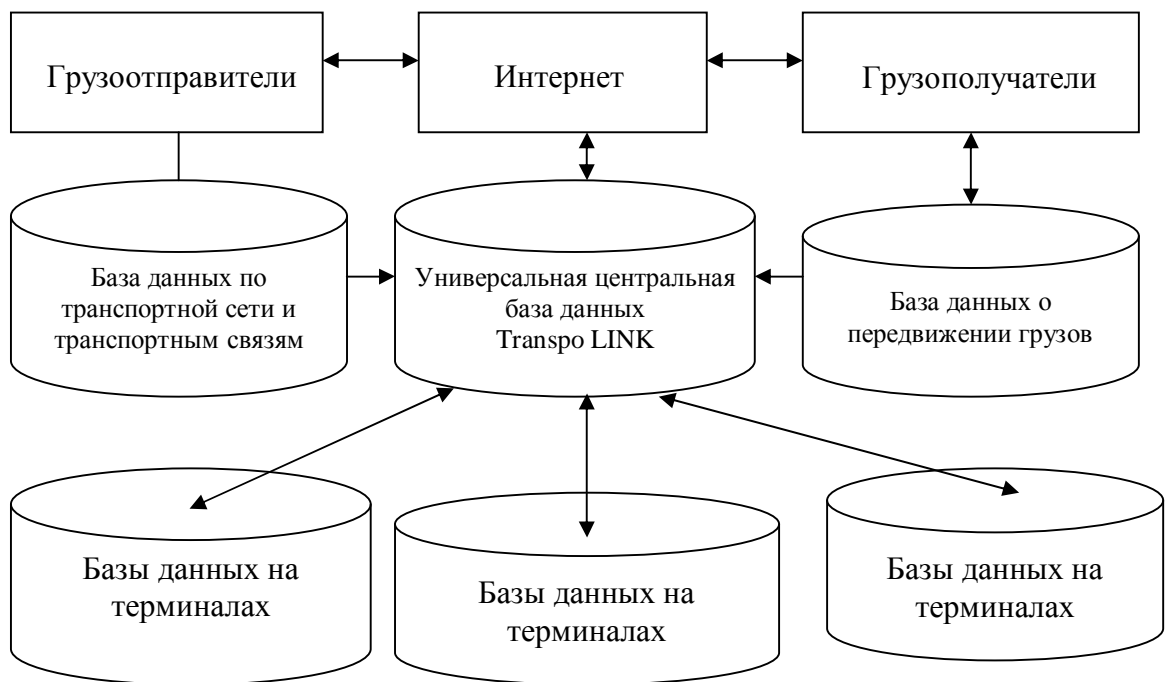 Грузоотправители
Интернет
Грузополучатели
База данных по
транспортной сети и
транспортным связям
Универсальная центральная
база данных
Transpo LINK
База данных о
передвижении грузов
Базы данных на
терминалах
Базы данных на
терминалах
Базы данных на
терминалах